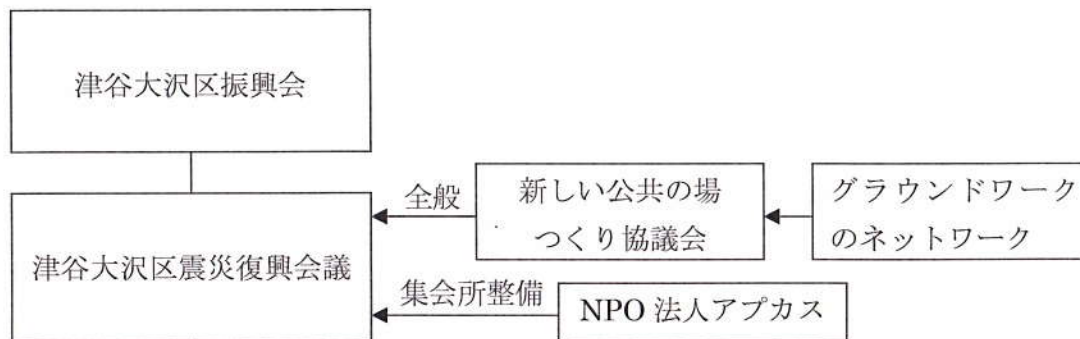 津谷大沢区振興会
全般
新しい公共の場
つくり協議会
グラウンドワーク
のネットワーク
津谷大沢区震災復興会議
集会所整備
NPO 法人アプカス